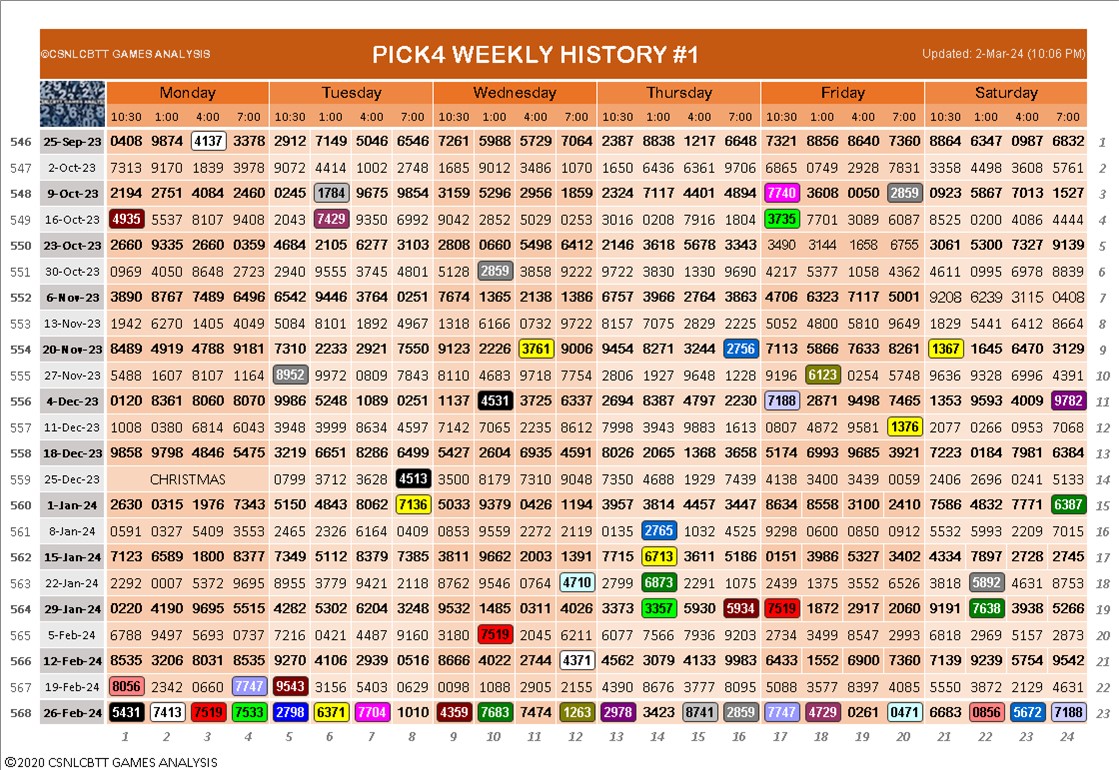 ©CSNLCBTT GAMES ANALYSIS PICK4 WEEKLY HISTORY #1 Updated: 2-Mar-24 (10:06 PM)
Monday Tuesday Wednesday Thursday Friday Saturday
10:30 1:00 4:00 7:00 10:30 1:00 4:00 7:00 10:30 1:00 4:00 7:00 10:30 1:00 4:00 7:00 10:30 1:00 4:00 7:00 10:30 1:00 4:00 7:00
546 25-Sep-23 0408 9874 4137 3378 2912 7149 5046 6546 7261 5988 5729 7064 2387 8838 1217 6648 7321 8856 8640 7360 8864 6347 0987 6832 1
547 2-Oct-23 7313 9170 1839 3978 9072 4414 1002 2748 1685 9012 3486 1070 1650 6436 6361 9706 6865 0749 2928 7831 3358 4498 3608 5761 2
548 9-Oct-23 2194 2751 4084 2460 0245 1784 9675 9854 3159 5296 2956 1859 2324 7117 4401 4894 7740 3608 0050 2859 0923 5867 7013 1527 3
549 16-Oct-23 4935 5537 8107 9408 2043 7429 9350 6992 9042 2852 5029 0253 3016 0208 7916 1804 3735 7701 3089 6087 8525 0200 4086 4444 4
550 23-Oct-23 2660 9335 2660 0359 4684 2105 6277 3103 2808 0660 5498 6412 2146 3618 5678 3343 3490 3144 1658 6755 3061 5300 7327 9139 5
551 30-Oct-23 0969 4050 8648 2723 2940 9555 3745 4801 5128 2859 3858 9222 9722 3830 1330 9690 4217 5377 1058 4362 4611 0995 6978 8839 6
552 6-Nov-23 3890 8767 7489 6496 6542 9446 3764 0251 7674 1365 2138 1386 6757 3966 2764 3863 4706 6323 7117 5001 9208 6239 3115 0408 7
553 13-Nov-23 1942 6270 1405 4049 5084 8101 1892 4967 1318 6166 0732 9722 8157 7075 2829 2225 5052 4800 5810 9649 1829 5441 6412 8664 8
554 20-Nov-23 8489 4919 4788 9181 7310 2233 2921 7550 9123 2226 3761 9006 9454 8271 3244 2756 7113 5866 7633 8261 1367 1645 6470 3129 9
555 27-Nov-23 5488 1607 8107 1164 8952 9972 0809 7843 8110 4683 9718 7754 2806 1927 9648 1228 9196 6123 0254 5748 9636 9328 6996 4391 10
556 4-Dec-23 0120 8361 8060 8070 9986 5248 1089 0251 1137 4531 3725 6337 2694 8387 4797 2230 7188 2871 9498 7465 1353 9593 4009 9782 11
557 11-Dec-23 1008 0380 6814 6043 3948 3999 8634 4597 7142 7065 2235 8612 7998 3943 9883 1613 0807 4872 9581 1376 2077 0266 0953 7068 12
558 18-Dec-23 9858 9798 4846 5475 3219 6651 8286 6499 5427 2604 6935 4591 8026 2065 1368 3658 5174 6993 9685 3921 7223 0184 7981 6384 13
559 25-Dec-23 CHRISTMAS 0799 3712 3628 4513 3500 8179 7310 9048 7350 4688 1929 7439 4138 3400 3439 0059 2406 2696 0241 5133 14
560 1-Jan-24 2630 0315 1976 7343 5150 4843 3062 7136 5033 9379 0426 1194 3957 3814 4457 3447 8634 8558 3100 2410 7586 4832 7771 6387 15
561 8-Jan-24 0591 0327 5409 3553 2465 2326 6164 0409 0853 9559 2272 2119 0135 2765 1032 4525 9298 0600 0850 0912 5532 5993 2209 7015 16
562 15-Jan-24 7123 6589 1800 8377 7349 5112 8379 7385 3811 9662 2003 1391 7715 6713 3611 5186 0151 3986 5327 3402 4334 7897 2728 2745 17
563 22-Jan-24 2292 0007 5372 9695 8955 3779 9421 2118 8762 9546 0764 4710 2799 6873 2291 1075 2439 1375 3552 6526 3818 5892 4631 8753 18
564 29-Jan-24 0220 4190 9695 5515 4282 5302 6204 3248 9532 1485 0311 4026 3373 3357 5930 5934 7519 1872 2917 2060 9191 7638 3938 5266 19
565 5-Feb-24 6788 9497 5693 0737 7216 0421 4487 9160 3180 7519 2045 6211 6077 7566 7936 9203 2734 3499 8547 2993 6818 2969 5157 2873 20
566 12-Feb-24 8535 3206 8031 8535 9270 4106 2939 0516 8666 4022 2744 4371 4562 3079 4133 9983 6433 1552 6900 7360 7139 9239 5754 9542 21
567 19-Feb-24 8056 2342 0660 7747 9543 3156 5403 0629 0098 1088 2905 2155 4390 8676 3777 8095 5088 3577 8397 4085 5550 3872 2129 4631 22
568 26-Feb-24 5431 7413 7519 7533 2798 6371 7704 1010 4359 7683 7474 1263 2978 3423 8741 2859 7747 4729 0261 0471 6683 0856 5672 7188 23
1 2 3 4 5 6 7 8 9 10 11 12 13 14 15 16 17 18 19 20 21 22 23 24
©2020 CSNLCBTT GAMES ANALYSIS